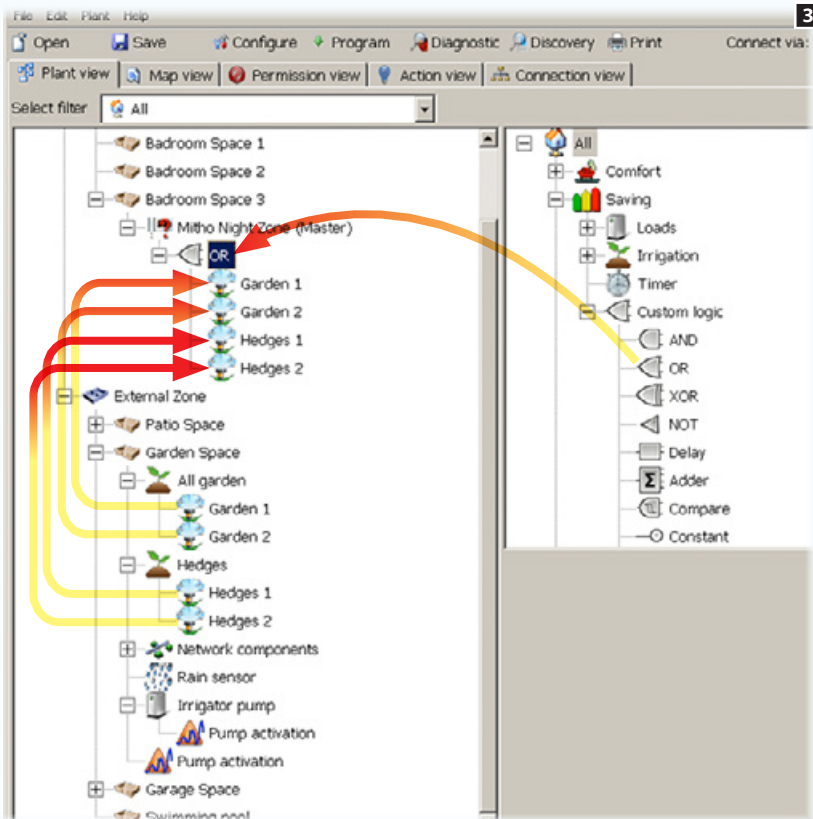 File Edit Plant Help
3
Open Save Configure Program Diagnostic Discovery Print Connect via:
Plant view Map view Permission view Action view Connection view
Select filter All
Badroom Space 1
Badroom Space 2
Badroom Space 3
Mitho Night Zone (Master)
OR
Garden 1
Garden 2
Hedges 1
Hedges 2
External Zone
Patio Space
Garden Space
All garden
Garden 1
Garden 2
Hedges
Hedges 1
Hedges 2
Network components
Rain sensor
Irrigator pump
Pump activation
Pump activation
Garage Space
Swimming pool
All
Comfort
Saving
Loads
Irrigation
Timer
Custom logic
AND
OR
XOR
NOT
Delay
Σ Adder
Compare
Constant